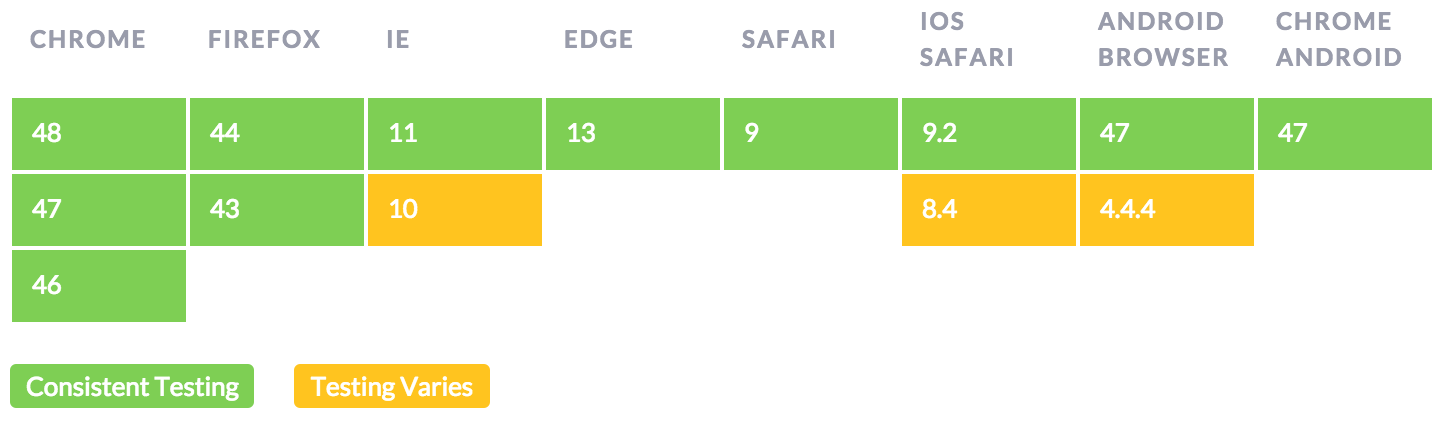 CHROME FIREFOX IE EDGE SAFARI IOS SAFARI ANDROID BROWSER CHROME ANDROID
48 44 11 13 9 9.2 47 47
47 43 10 8.4 4.4.4
46
Consistent Testing Testing Varies